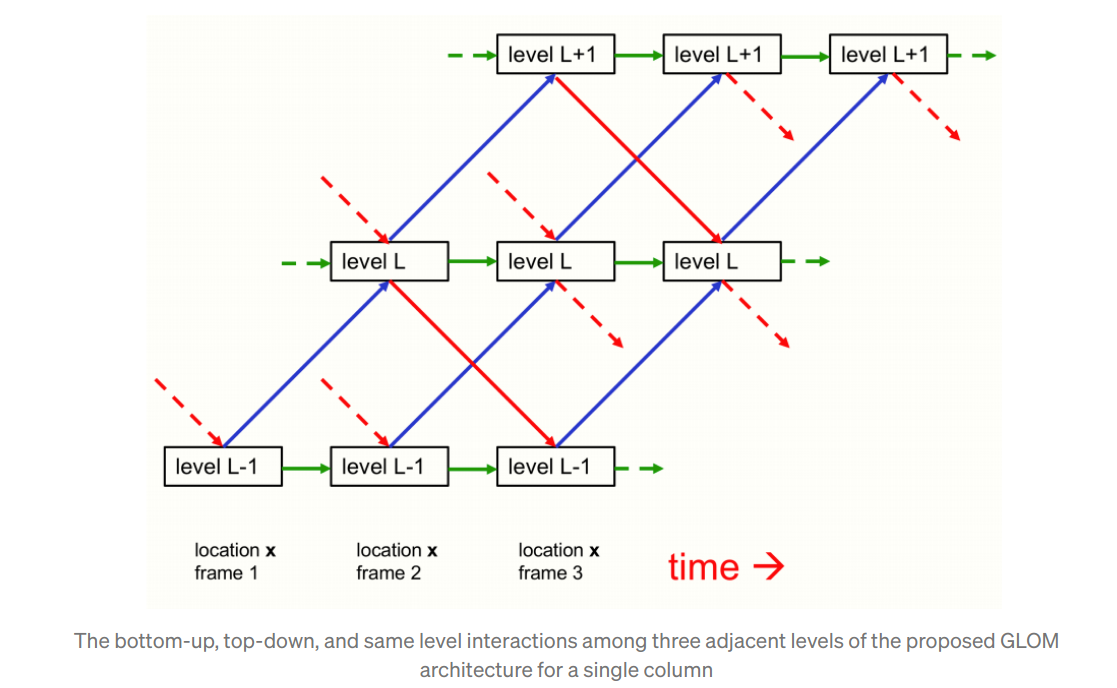 level L+1 level L+1 level L+1
level L level L level L
level L-1 level L-1 level L-1
location x location x location x
frame 1 frame 2 frame 3
time →
The bottom-up, top-down, and same level interactions among three adjacent levels of the proposed GLOM
architecture for a single column